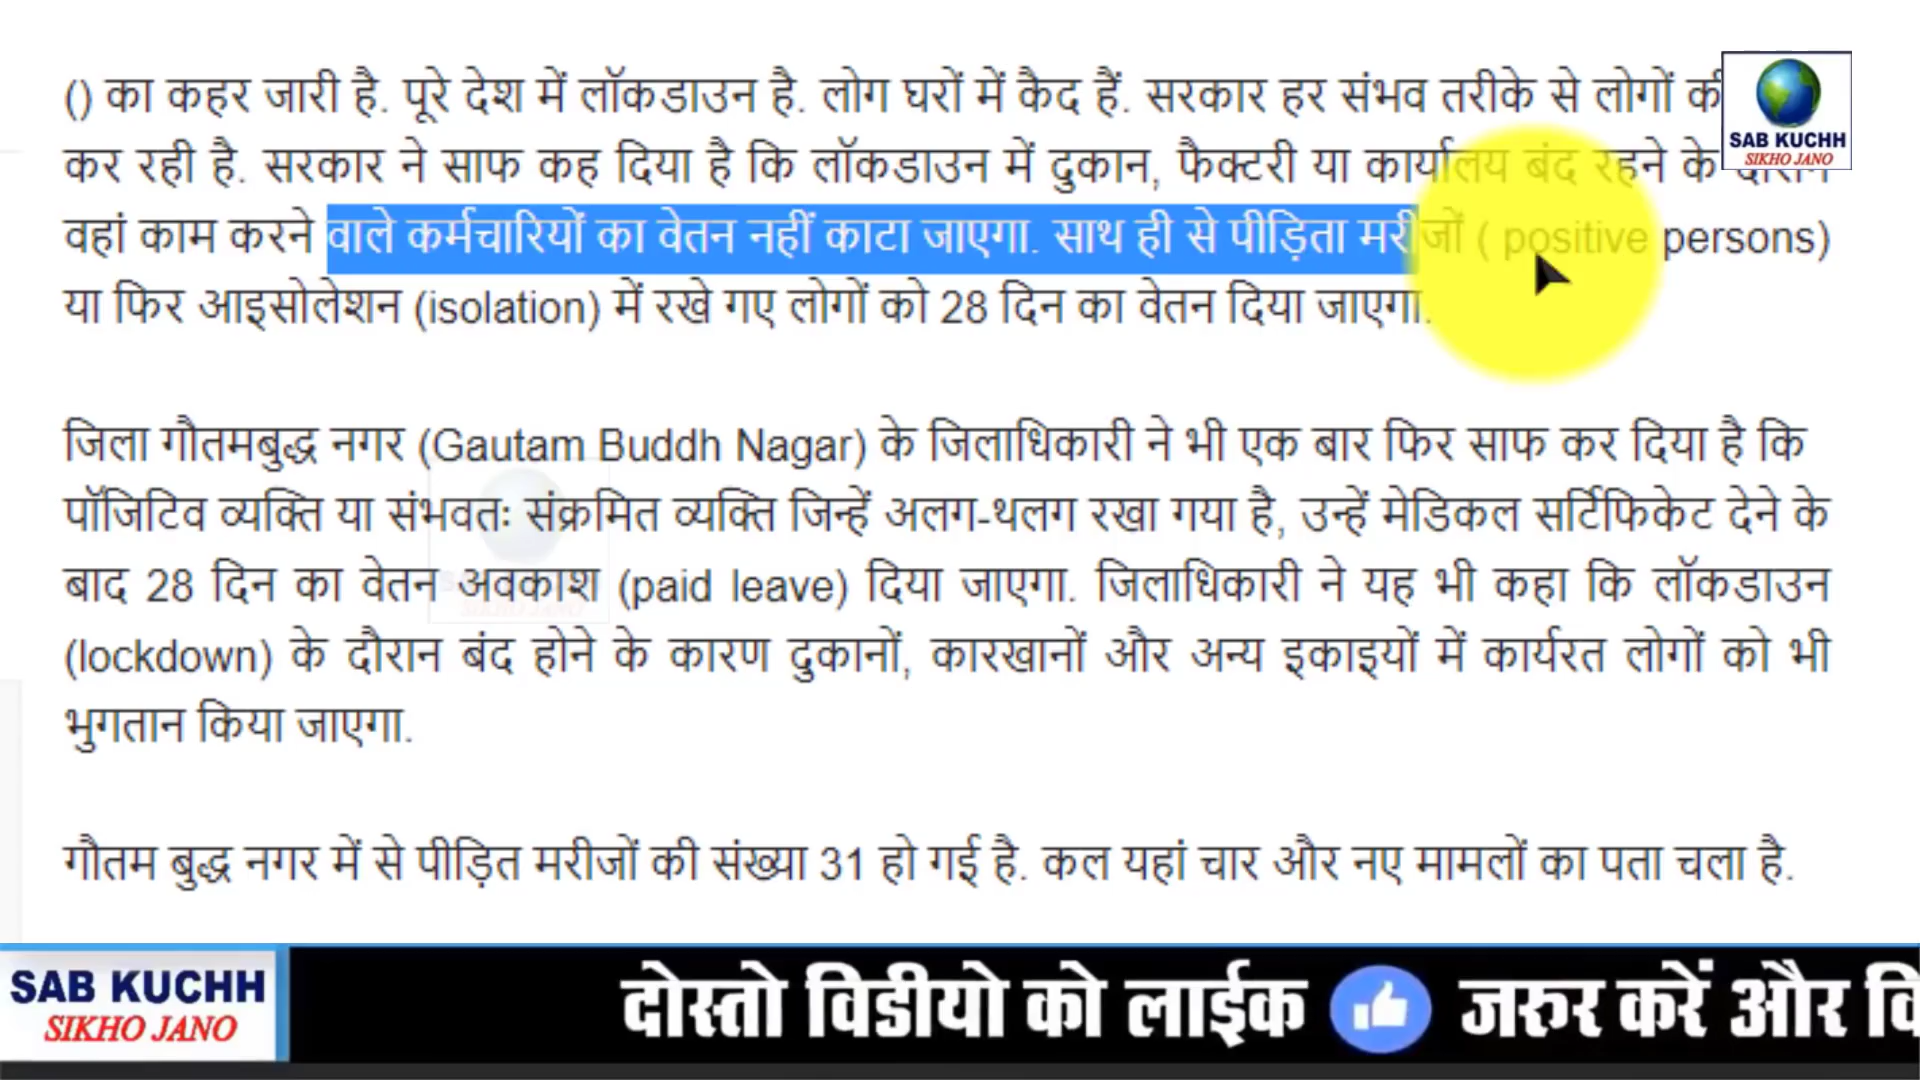 () का कहर जारी है. पूरे देश में लॉकडाउन है. लोग घरों में कैद हैं. सरकार हर संभव तरीके से लोगों की
कर रही है. सरकार ने साफ कह दिया है कि लॉकडाउन में दुकान, फैक्टरी या कार्यालय बंद रहने के दौरान
वहां काम करने वाले कर्मचारियों का वेतन नहीं काटा जाएगा. साथ ही से पीड़िता मरीजों ( positive persons)
या फिर आइसोलेशन (isolation) में रखे गए लोगों को 28 दिन का वेतन दिया जाएगा.
जिला गौतमबुद्ध नगर (Gautam Buddh Nagar) के जिलाधिकारी ने भी एक बार फिर साफ कर दिया है कि
पॉजिटिव व्यक्ति या संभवतः संक्रमित व्यक्ति जिन्हें अलग-थलग रखा गया है, उन्हें मेडिकल सर्टिफिकेट देने के
बाद 28 दिन का वेतन अवकाश (paid leave) दिया जाएगा. जिलाधिकारी ने यह भी कहा कि लॉकडाउन
(lockdown) के दौरान बंद होने के कारण दुकानों, कारखानों और अन्य इकाइयों में कार्यरत लोगों को भी
भुगतान किया जाएगा.
गौतम बुद्ध नगर में से पीड़ित मरीजों की संख्या 31 हो गई है. कल यहां चार और नए मामलों का पता चला है.
SAB KUCHH
SIKHO JANO
SAB KUCHH
SIKHO JANO
दोस्तो विडीयो को लाईक जरुर करें और